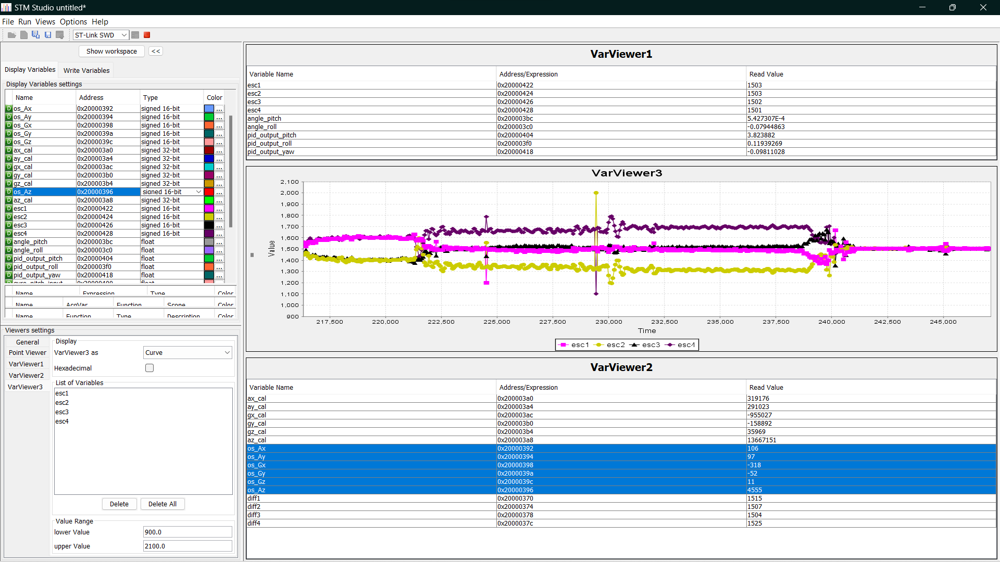 STM Studio untitled*
File Run Views Options Help
ST-Link SWD
Show workspace <<
Display Variables Write Variables
Display Variables settings
Name Address Type Color
D os_Ax 0x20000392 signed 16-bit ...
D os_Ay 0x20000394 signed 16-bit ...
D os_Gx 0x20000398 signed 16-bit ...
D os_Gy 0x2000039a signed 16-bit ...
D os_Gz 0x2000039c signed 16-bit ...
D ax_cal 0x200003a0 signed 32-bit ...
D ay_cal 0x200003a4 signed 32-bit ...
D gx_cal 0x200003ac signed 32-bit ...
D gy_cal 0x200003b0 signed 32-bit ...
D gz_cal 0x200003b4 signed 32-bit ...
D os_Az 0x20000396 signed 16-bit ...
D az_cal 0x200003a8 signed 32-bit ...
D esc1 0x20000422 signed 16-bit ...
D esc2 0x20000424 signed 16-bit ...
D esc3 0x20000426 signed 16-bit ...
D esc4 0x20000428 signed 16-bit ...
D angle_pitch 0x200003bc float ...
D angle_roll 0x200003c0 float ...
D pid_output_pitch 0x20000404 float ...
D pid_output_roll 0x200003f0 float ...
D pid_output_yaw 0x20000418 float ...
Name Expression Type Color
Name AcqVar Function Scope Color
Name Function Type Description Color
Viewers settings
General
Point Viewer
VarViewer1
VarViewer2
VarViewer3
Display
VarViewer3 as Curve
Hexadecimal
List of Variables
esc1
esc2
esc3
esc4
Delete Delete All
Value Range
lower Value 900.0
upper Value 2100.0
VarViewer1
Variable Name Address/Expression Read Value
esc1 0x20000422 1503
esc2 0x20000424 1503
esc3 0x20000426 1502
esc4 0x20000428 1501
angle_pitch 0x200003bc 5.427307E-4
angle_roll 0x200003c0 -0.07944863
pid_output_pitch 0x20000404 3.823882
pid_output_roll 0x200003f0 0.11939269
pid_output_yaw 0x20000418 -0.09811028
VarViewer3
2,100
2,000
1,900
1,800
1,700
1,600
1,500
1,400
1,300
1,200
1,100
1,000
900
Value
217,500 220,000 222,500 225,000 227,500 230,000 232,500 235,000 237,500 240,000 242,500 245,000
Time
esc1 esc2 esc3 esc4
VarViewer2
Variable Name Address/Expression Read Value
ax_cal 0x200003a0 319176
ay_cal 0x200003a4 291023
gx_cal 0x200003ac -955027
gy_cal 0x200003b0 -158892
gz_cal 0x200003b4 35969
az_cal 0x200003a8 13667151
os_Ax 0x20000392 106
os_Ay 0x20000394 97
os_Gx 0x20000398 -318
os_Gy 0x2000039a -52
os_Gz 0x2000039c 11
os_Az 0x20000396 4555
diff1 0x20000370 1515
diff2 0x20000374 1507
diff3 0x20000378 1504
diff4 0x2000037c 1525